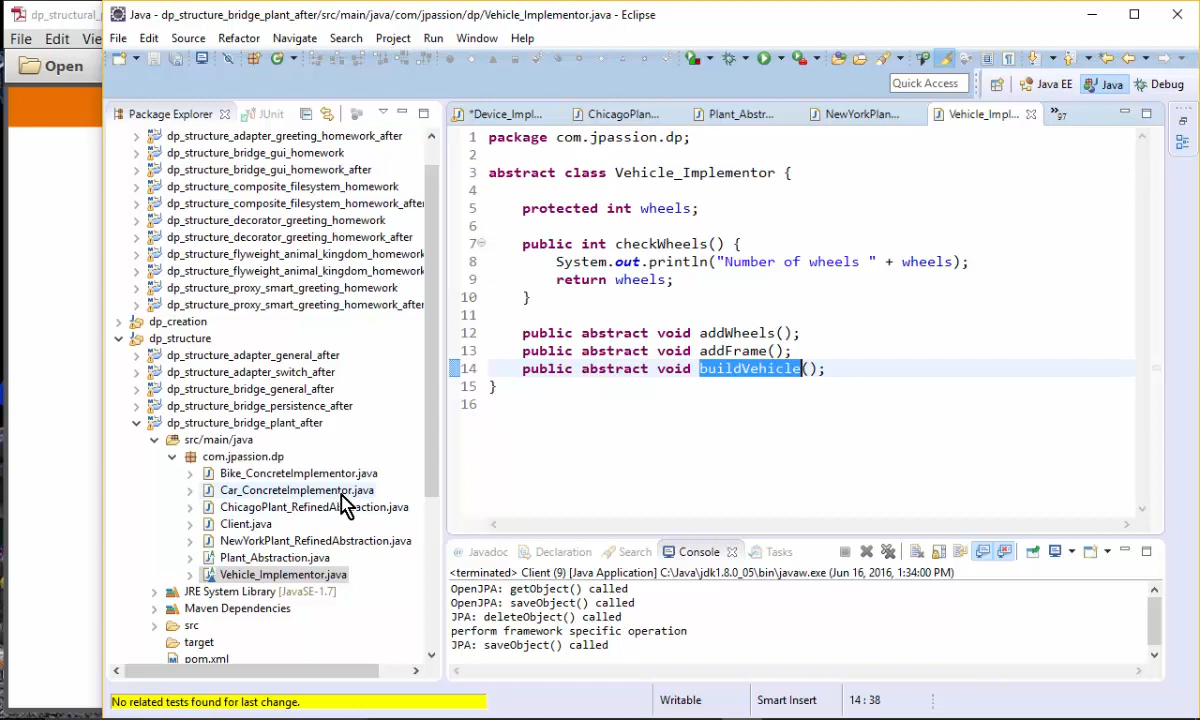 dp_structural_p
File Edit Vie
Open
Java - dp_structure_bridge_plant_after/src/main/java/com/jpassion/dp/Vehicle_Implementor.java - Eclipse
File Edit Source Refactor Navigate Search Project Run Window Help
Quick Access
Java EE
Java
Debug
Package Explorer
JUnit
dp_structure_adapter_greeting_homework_after
dp_structure_bridge_gui_homework
dp_structure_bridge_gui_homework_after
dp_structure_composite_filesystem_homework
dp_structure_composite_filesystem_homework_after
dp_structure_decorator_greeting_homework
dp_structure_decorator_greeting_homework_after
dp_structure_flyweight_animal_kingdom_homework
dp_structure_flyweight_animal_kingdom_homework
dp_structure_proxy_smart_greeting_homework
dp_structure_proxy_smart_greeting_homework_after
dp_creation
dp_structure
dp_structure_adapter_general_after
dp_structure_adapter_switch_after
dp_structure_bridge_general_after
dp_structure_bridge_persistence_after
dp_structure_bridge_plant_after
src/main/java
com.jpassion.dp
Bike_ConcreteImplementor.java
Car_ConcreteImplementor.java
ChicagoPlant_RefinedAbstraction.java
Client.java
NewYorkPlant_RefinedAbstraction.java
Plant_Abstraction.java
Vehicle_Implementor.java
JRE System Library [JavaSE-1.7]
Maven Dependencies
src
target
pom.xml
*Device_Impl...
ChicagoPlan...
Plant_Abstr...
NewYorkPlan...
Vehicle_Impl...
»97
1 package com.jpassion.dp;
2
3 abstract class Vehicle_Implementor {
4
5 protected int wheels;
6
7 public int checkWheels() {
8 System.out.println("Number of wheels " + wheels);
9 return wheels;
10 }
11
12 public abstract void addWheels();
13 public abstract void addFrame();
14 public abstract void buildVehicle();
15 }
16
Javadoc
Declaration
Search
Console
Tasks
<terminated> Client (9) [Java Application] C:\Java\jdk1.8.0_05\bin\javaw.exe (Jun 16, 2016, 1:34:00 PM)
OpenJPA: getObject() called
OpenJPA: saveObject() called
JPA: deleteObject() called
perform framework specific operation
JPA: saveObject() called
No related tests found for last change.
Writable
Smart Insert
14 : 38